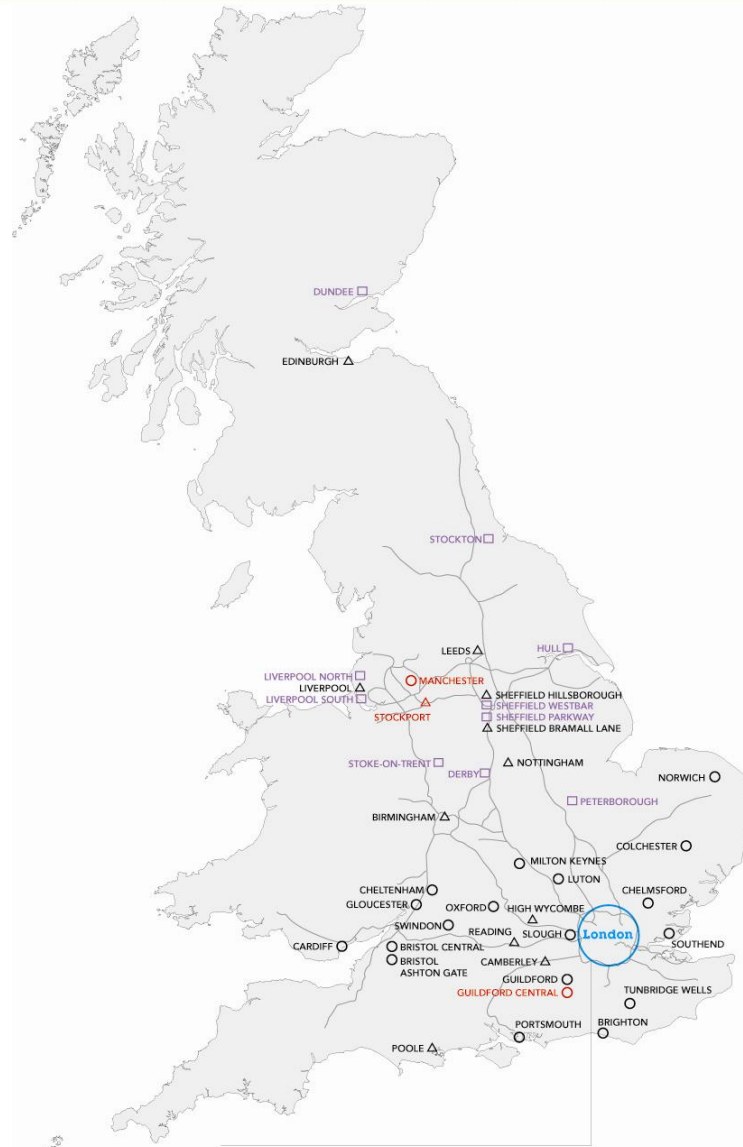 DUNDEE
EDINBURGH
STOCKTON
LEEDS
HULL
LIVERPOOL NORTH
MANCHESTER
LIVERPOOL
SHEFFIELD HILLSBOROUGH
LIVERPOOL SOUTH
SHEFFIELD WESTBAR
STOCKPORT
SHEFFIELD PARKWAY
SHEFFIELD BRAMALL LANE
STOKE-ON-TRENT
NOTTINGHAM
DERBY
NORWICH
PETERBOROUGH
BIRMINGHAM
COLCHESTER
MILTON KEYNES
LUTON
CHELTENHAM
CHELMSFORD
GLOUCESTER
OXFORD
HIGH WYCOMBE
SWINDON
READING
SLOUGH
London
SOUTHEND
CARDIFF
BRISTOL CENTRAL
BRISTOL
ASHTON GATE
CAMBERLEY
GUILDFORD
TUNBRIDGE WELLS
GUILDFORD CENTRAL
PORTSMOUTH
BRIGHTON
POOLE